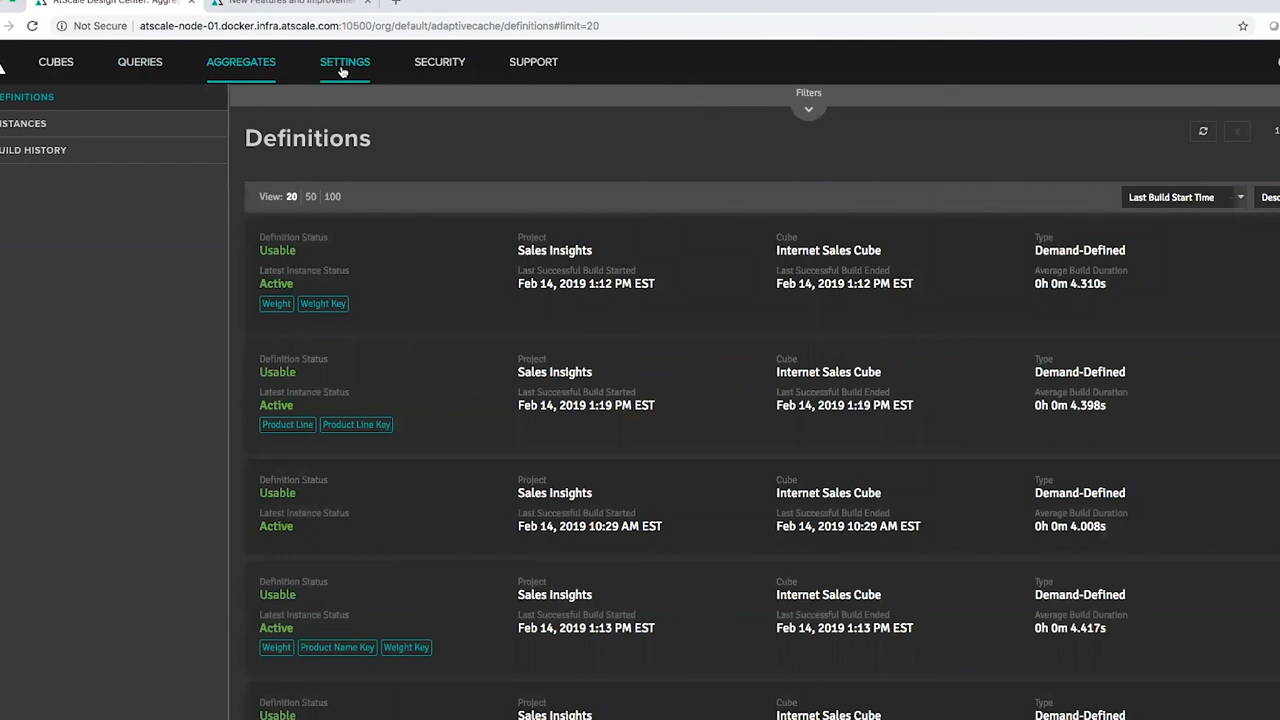 AtScale Design Center: Aggreg
New Features and Improveme
Not Secure atscale-node-01.docker.infra.atscale.com:10500/org/default/adaptivecache/definitions#limit=20
CUBES QUERIES AGGREGATES SETTINGS SECURITY SUPPORT
EFINITIONS
NSTANCES
UILD HISTORY
Filters
Definitions
1
View: 20 | 50 | 100
Last Build Start Time
Desc
Definition Status Project Cube Type
Usable Sales Insights Internet Sales Cube Demand-Defined
Latest Instance Status Last Successful Build Started Last Successful Build Ended Average Build Duration
Active Feb 14, 2019 1:12 PM EST Feb 14, 2019 1:12 PM EST 0h 0m 4.310s
Weight Weight Key
Definition Status Project Cube Type
Usable Sales Insights Internet Sales Cube Demand-Defined
Latest Instance Status Last Successful Build Started Last Successful Build Ended Average Build Duration
Active Feb 14, 2019 1:19 PM EST Feb 14, 2019 1:19 PM EST 0h 0m 4.398s
Product Line Product Line Key
Definition Status Project Cube Type
Usable Sales Insights Internet Sales Cube Demand-Defined
Latest Instance Status Last Successful Build Started Last Successful Build Ended Average Build Duration
Active Feb 14, 2019 10:29 AM EST Feb 14, 2019 10:29 AM EST 0h 0m 4.008s
Definition Status Project Cube Type
Usable Sales Insights Internet Sales Cube Demand-Defined
Latest Instance Status Last Successful Build Started Last Successful Build Ended Average Build Duration
Active Feb 14, 2019 1:13 PM EST Feb 14, 2019 1:13 PM EST 0h 0m 4.417s
Weight Product Name Key Weight Key
Definition Status Project Cube Type
Usable Sales Insights Internet Sales Cube Demand-Defined